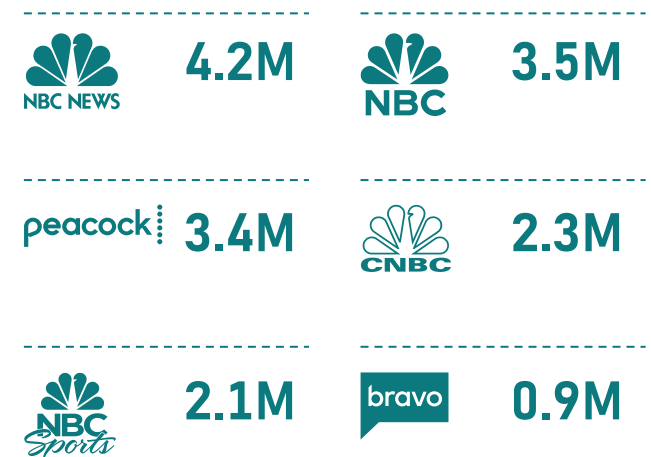 NBC NEWS 4.2M
NBC 3.5M
peacock 3.4M
CNBC 2.3M
NBC Sports 2.1M
bravo 0.9M